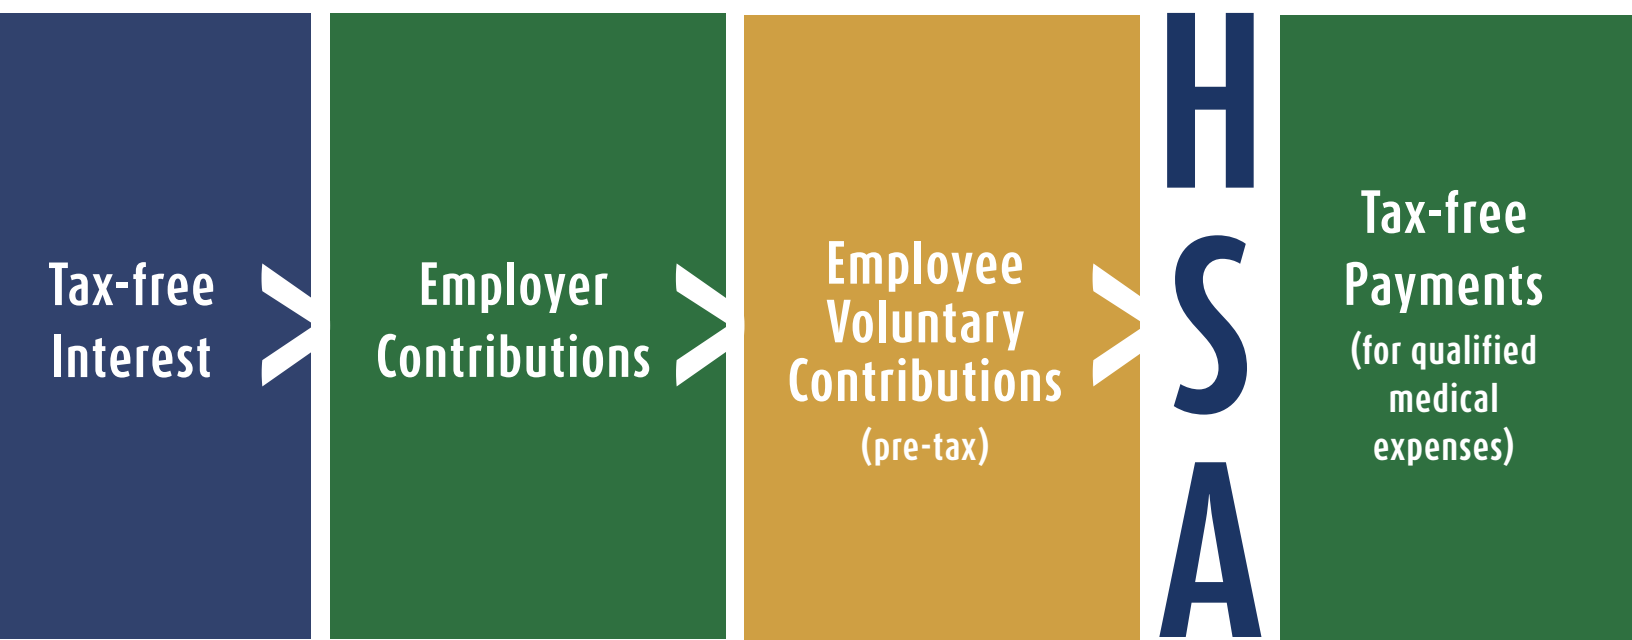 Tax-free
Interest
>
Employer
Contributions
>
Employee
Voluntary
Contributions
(pre-tax)
>
H
S
A
Tax-free
Payments
(for qualified
medical
expenses)